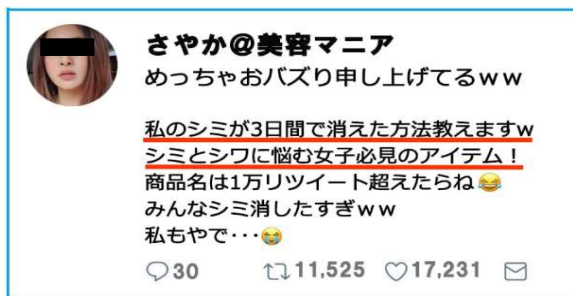 さやか@美容マニア
めっちゃおバズり申し上げてるｗｗ
私のシミが3日間で消えた方法教えますw
シミとシワに悩む女子必見のアイテム！
商品名は1万リツイート超えたらね😂
みんなシミ消したすぎｗｗ
私もやで･･･😭
30 11,525 17,231